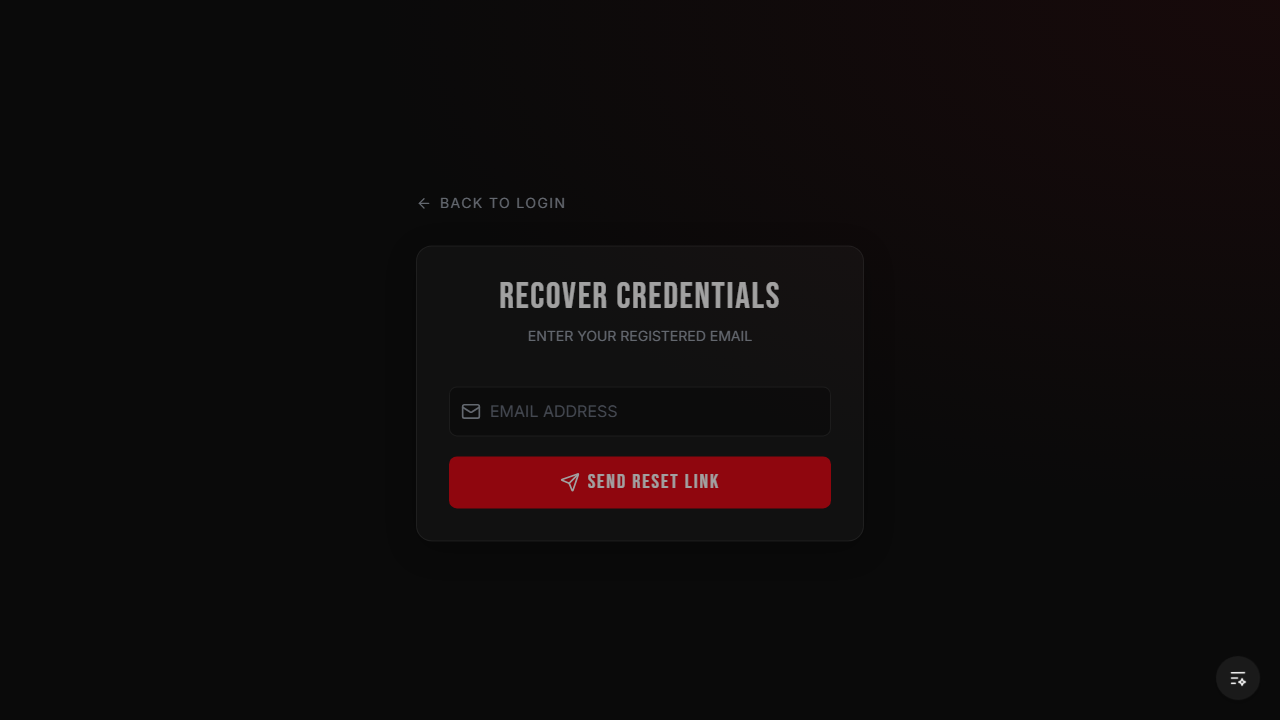 BACK TO LOGIN
RECOVER CREDENTIALS
ENTER YOUR REGISTERED EMAIL
EMAIL ADDRESS
SEND RESET LINK